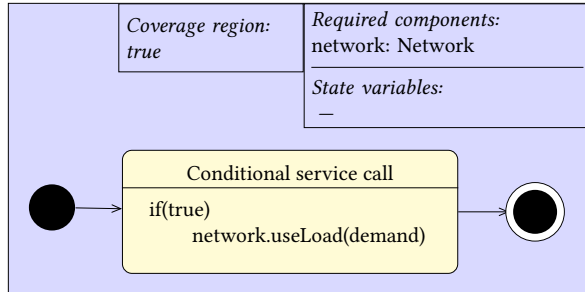 Coverage region:
true
Required components:
network: Network
State variables:
—
Conditional service call
if(true)
network.useLoad(demand)